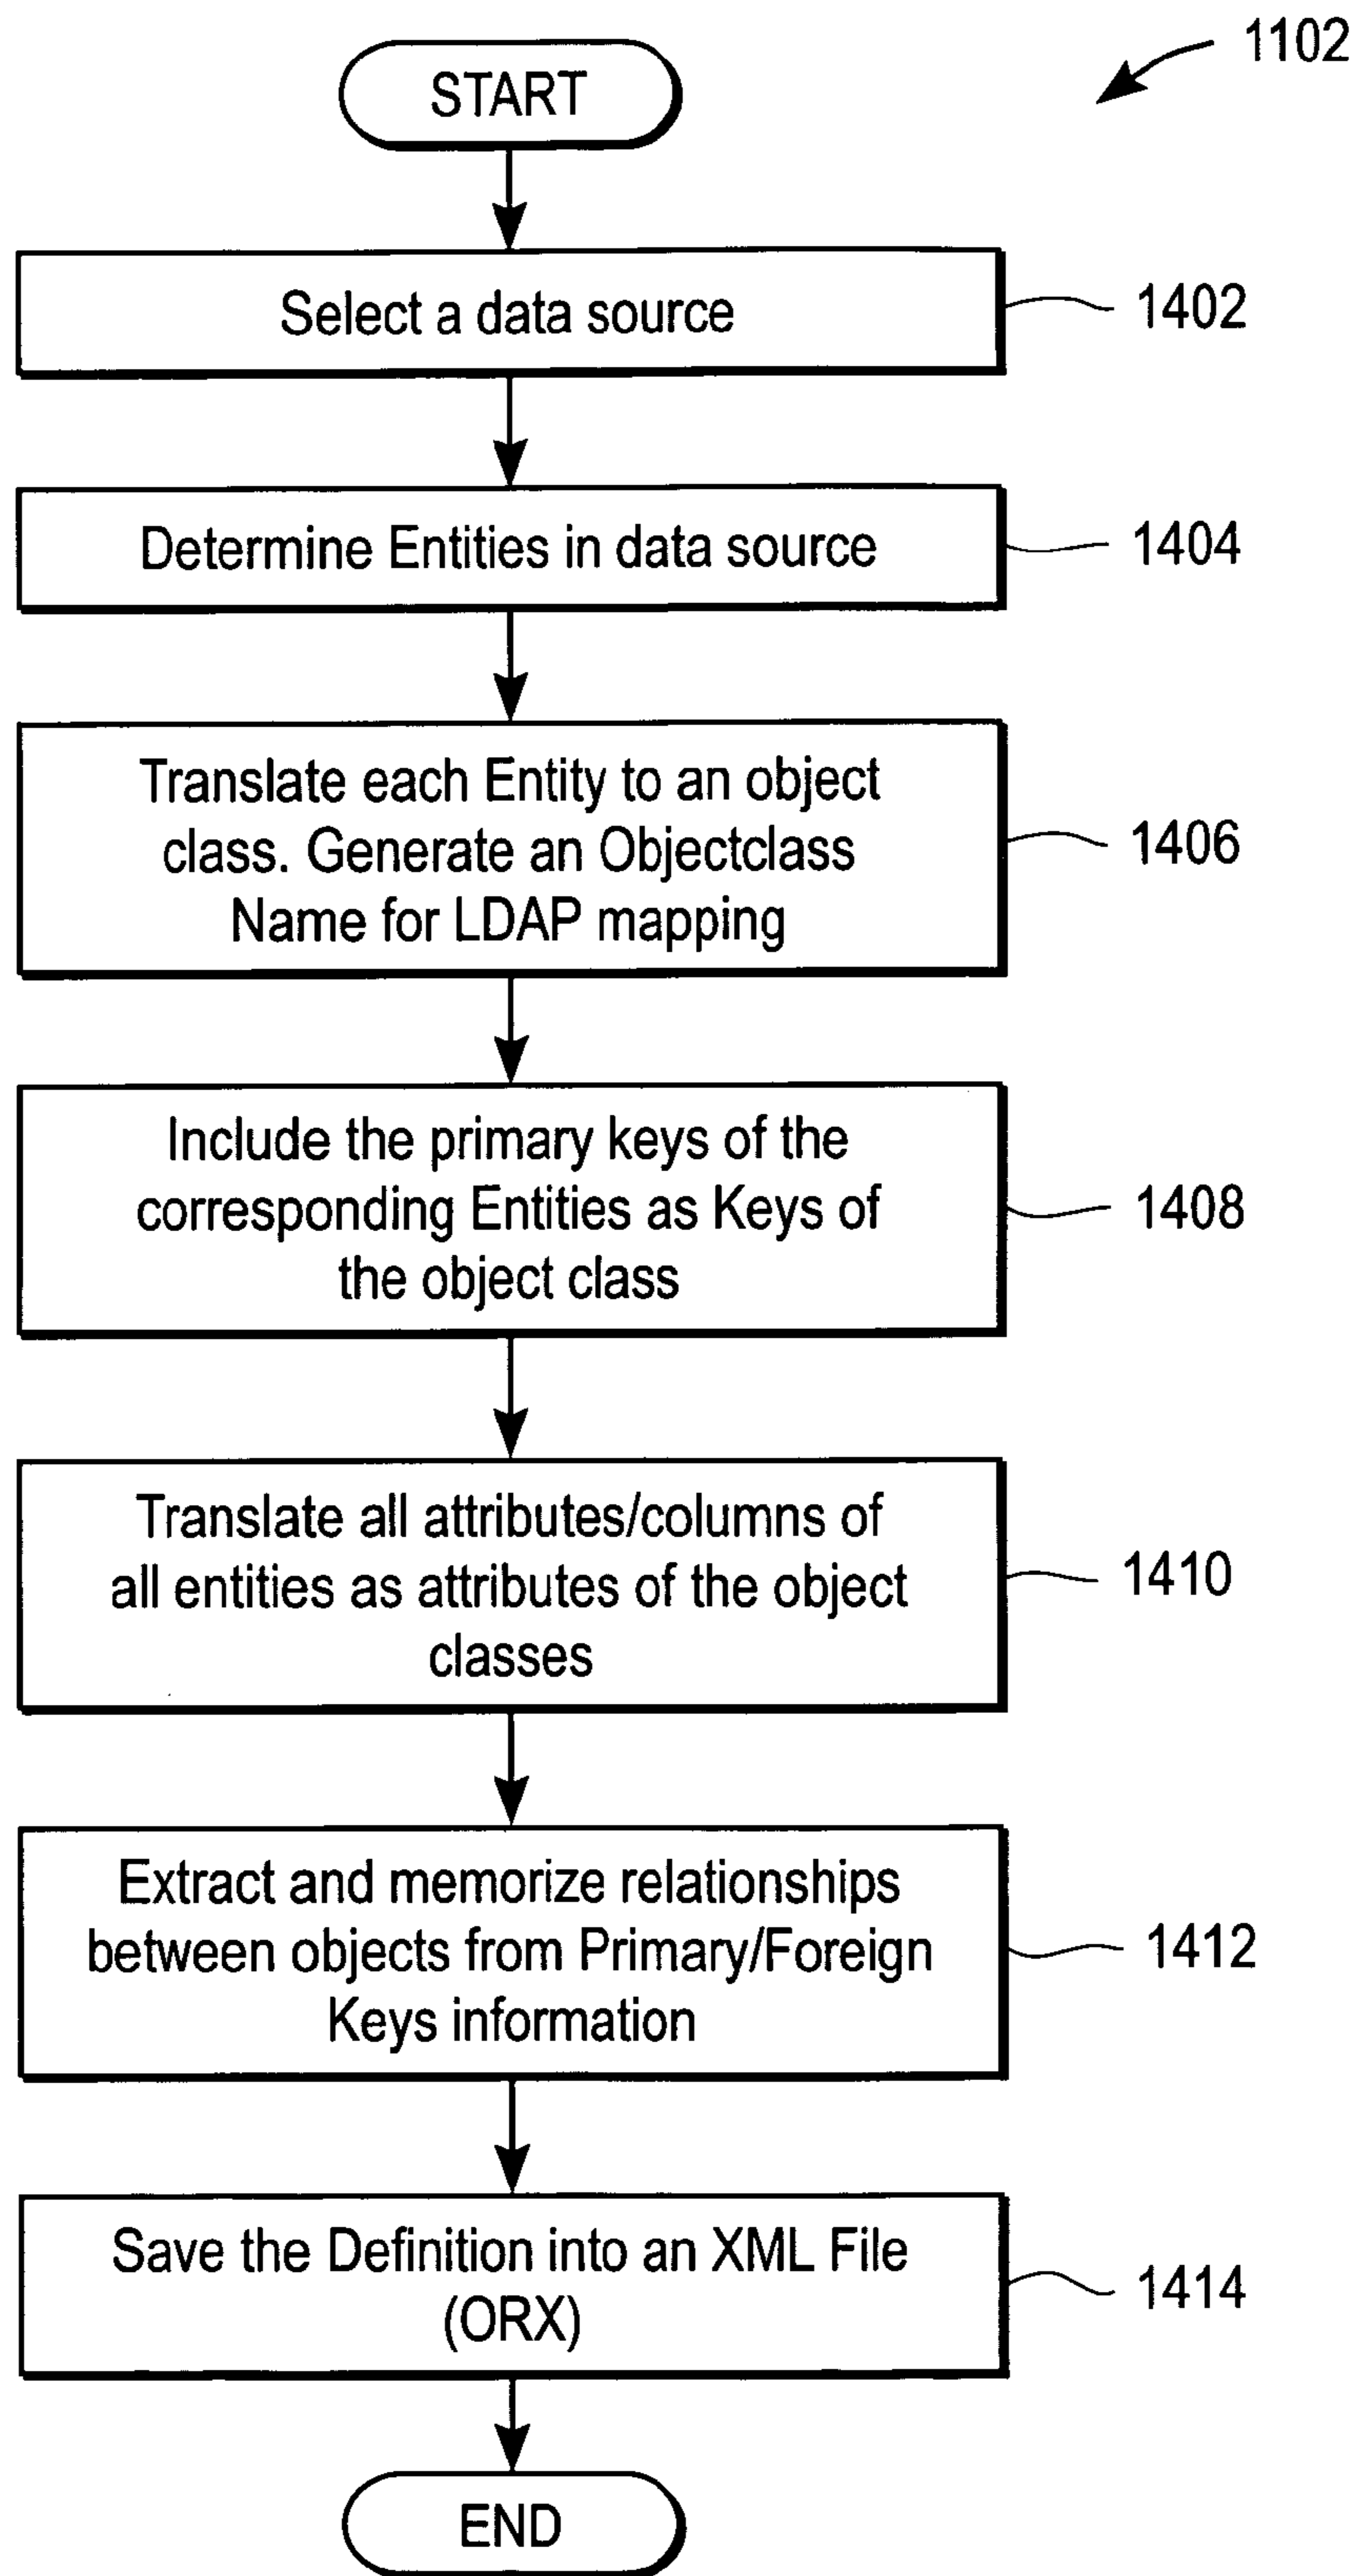 1102
START
Select a data source
1402
Determine Entities in data source
1404
Translate each Entity to an object
class. Generate an Objectclass
Name for LDAP mapping
1406
Include the primary keys of the
corresponding Entities as Keys of
the object class
1408
Translate all attributes/columns of
all entities as attributes of the object
classes
1410
Extract and memorize relationships
between objects from Primary/Foreign
Keys information
1412
Save the Definition into an XML File
(ORX)
1414
END